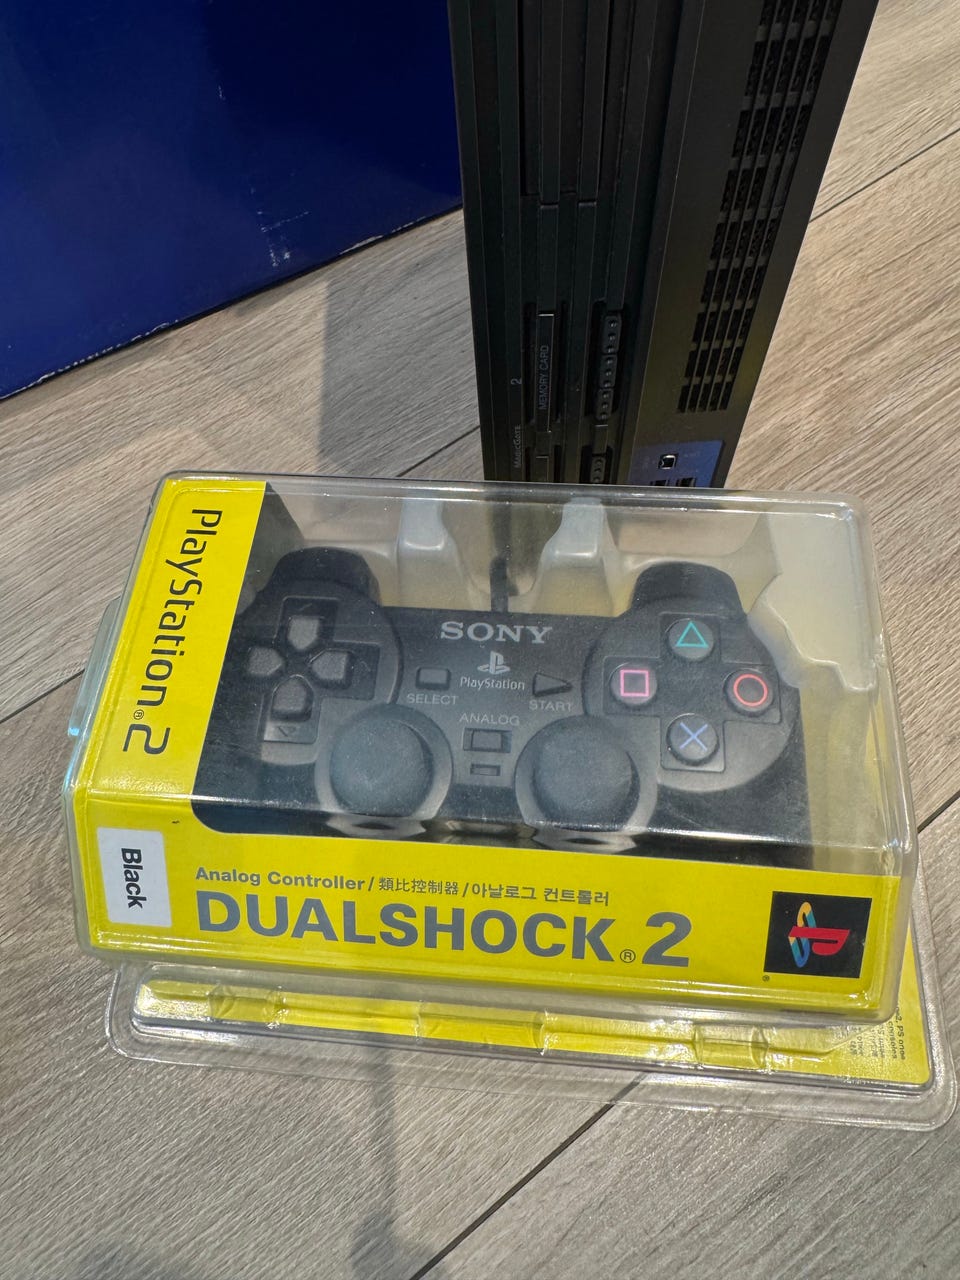 2
MEMORY CARD
MagicGate
PlayStation®2
SONY
PlayStation
SELECT
START
ANALOG
Black
Analog Controller/類比控制器/아날로그 컨트롤러
DUALSHOCK®2